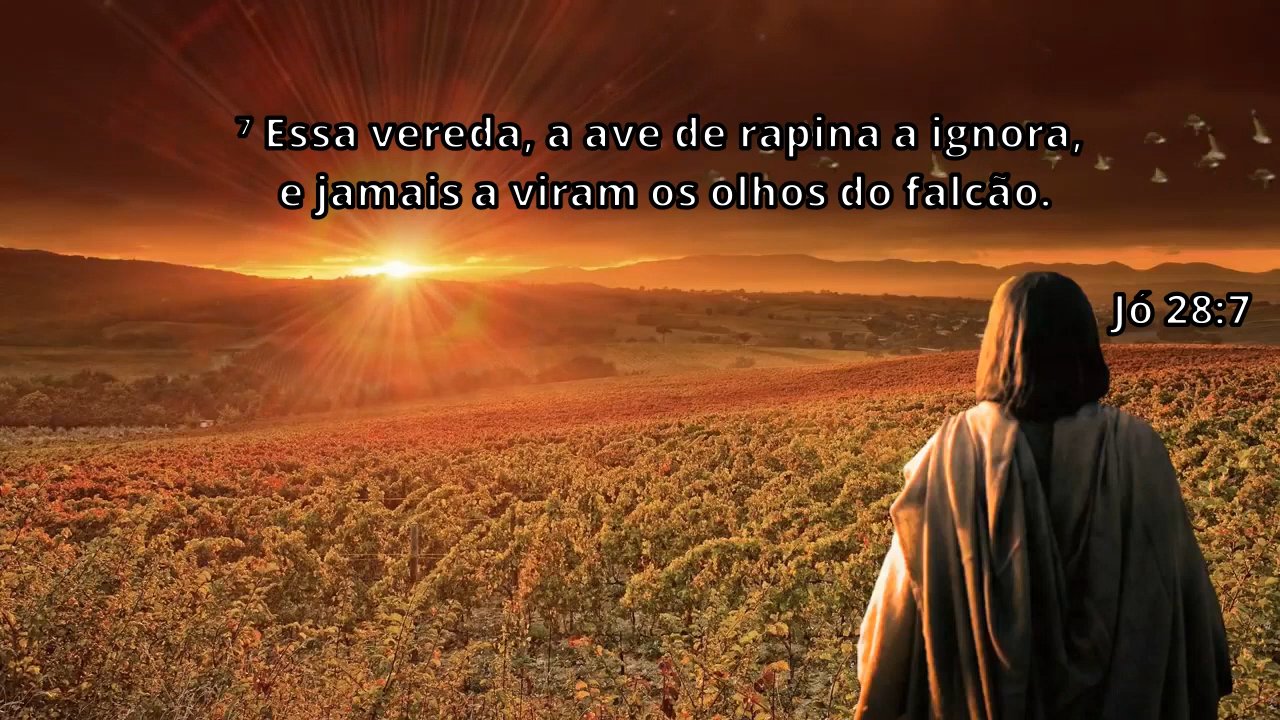 ⁷ Essa vereda, a ave de rapina a ignora,
e jamais a viram os olhos do falcão.
Jó 28:7